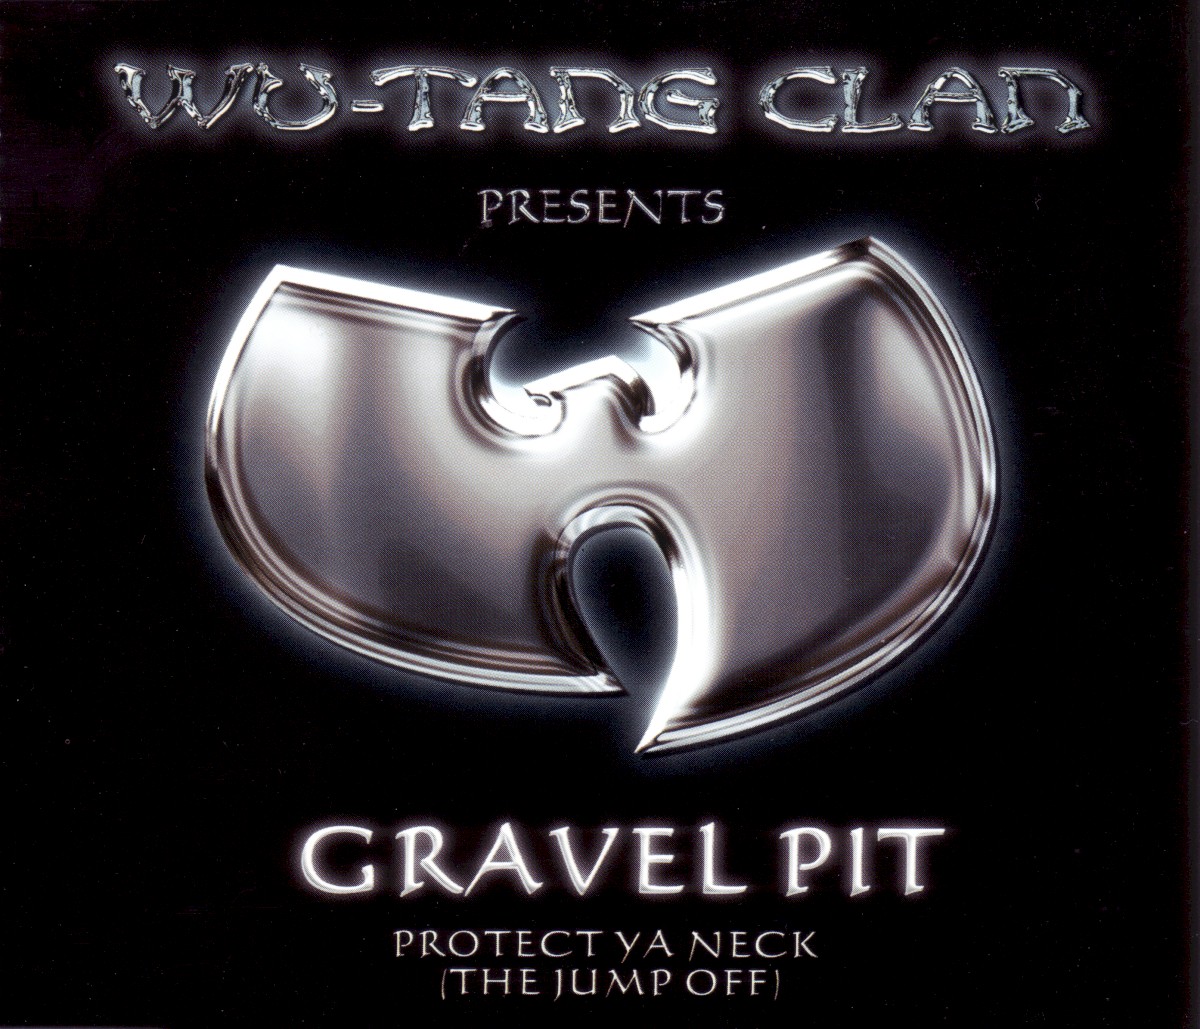 WU-TANG CLAN
PRESENTS
GRAVEL PIT
PROTECT YA NECK
(THE JUMP OFF)